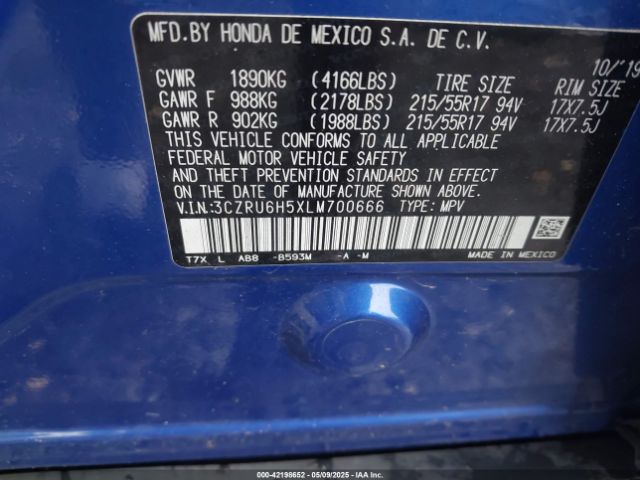 MFD.BY HONDA DE MEXICO S.A. DE C.V.
10/'19
GVWR 1890KG (4166LBS) TIRE SIZE RIM SIZE
GAWR F 988KG (2178LBS) 215/55R17 94V 17X7.5J
GAWR R 902KG (1988LBS) 215/55R17 94V 17X7.5J
THIS VEHICLE CONFORMS TO ALL APPLICABLE
FEDERAL MOTOR VEHICLE SAFETY
AND THEFT PREVENTION STANDARDS IN EFFECT
ON THE DATE OF MANUFACTURE SHOWN ABOVE.
V.I.N:3CZRU6H5XLM700666 TYPE: MPV
T7X L AB8 -B593M -A -M MADE IN MEXICO
000-42198652 - 05/09/2025 - IAAI.COM